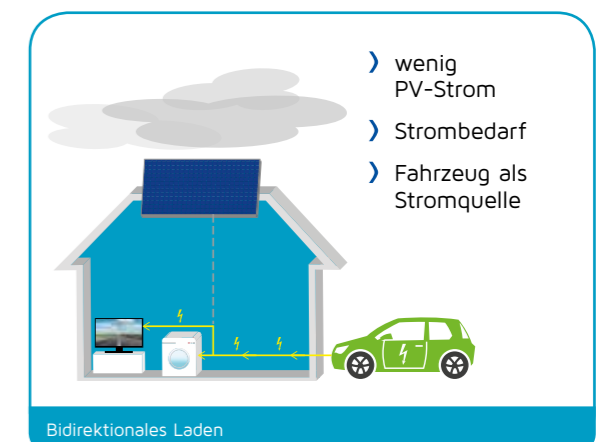 ❭ wenig
PV-Strom
❭ Strombedarf
❭ Fahrzeug als
Stromquelle
Bidirektionales Laden